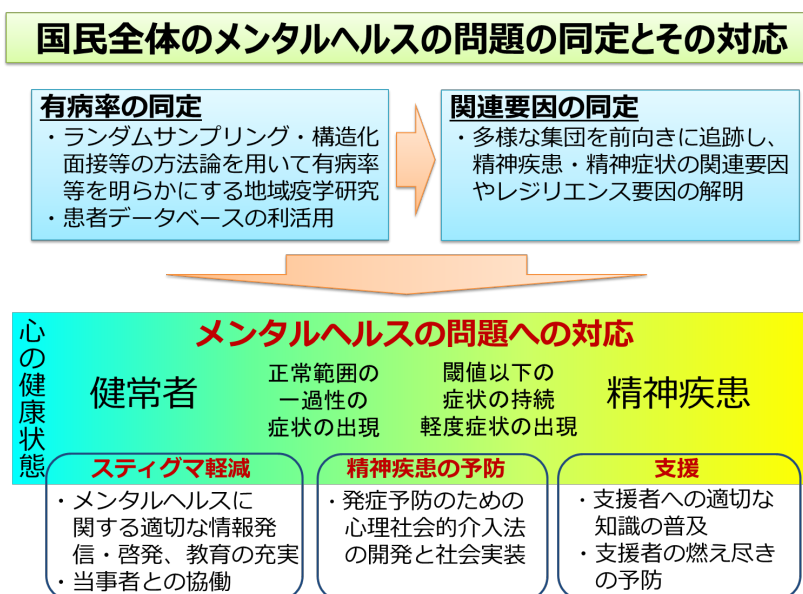 国民全体のメンタルヘルスの問題の同定とその対応
有病率の同定
・ランダムサンプリング・構造化
面接等の方法論を用いて有病率
等を明らかにする地域疫学研究
・患者データベースの利活用
関連要因の同定
・多様な集団を前向きに追跡し、
精神疾患・精神症状の関連要因
やレジリエンス要因の解明
心の健康状態
メンタルヘルスの問題への対応
健常者
正常範囲の
一過性の
症状の出現
閾値以下の
症状の持続
軽度症状の出現
精神疾患
スティグマ軽減
・メンタルヘルスに
関する適切な情報発
信・啓発、教育の充実
・当事者との協働
精神疾患の予防
・発症予防のための
心理社会的介入法
の開発と社会実装
支援
・支援者への適切な
知識の普及
・支援者の燃え尽き
の予防